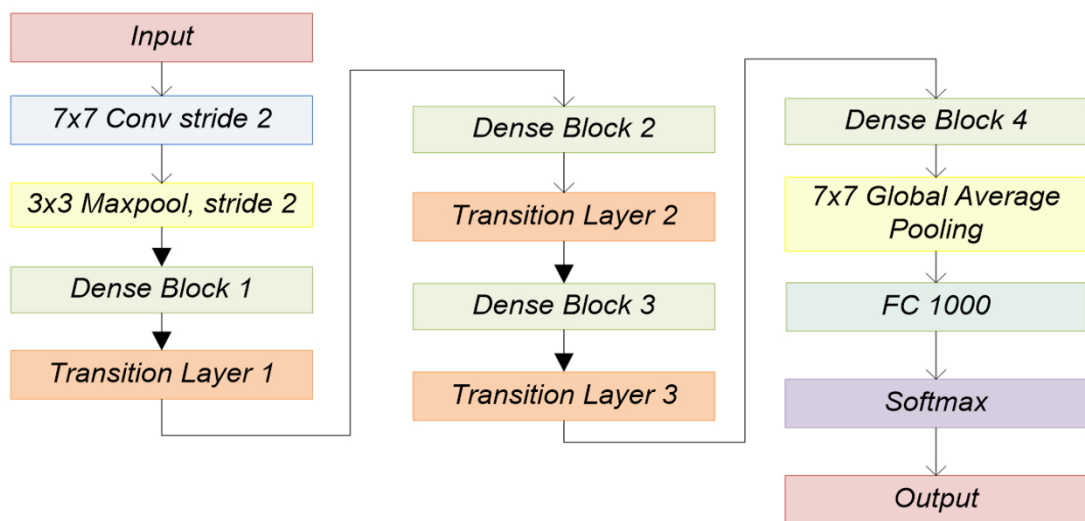 Input
7x7 Conv stride 2
3x3 Maxpool, stride 2
Dense Block 1
Transition Layer 1
Dense Block 2
Transition Layer 2
Dense Block 3
Transition Layer 3
Dense Block 4
7x7 Global Average
Pooling
FC 1000
Softmax
Output